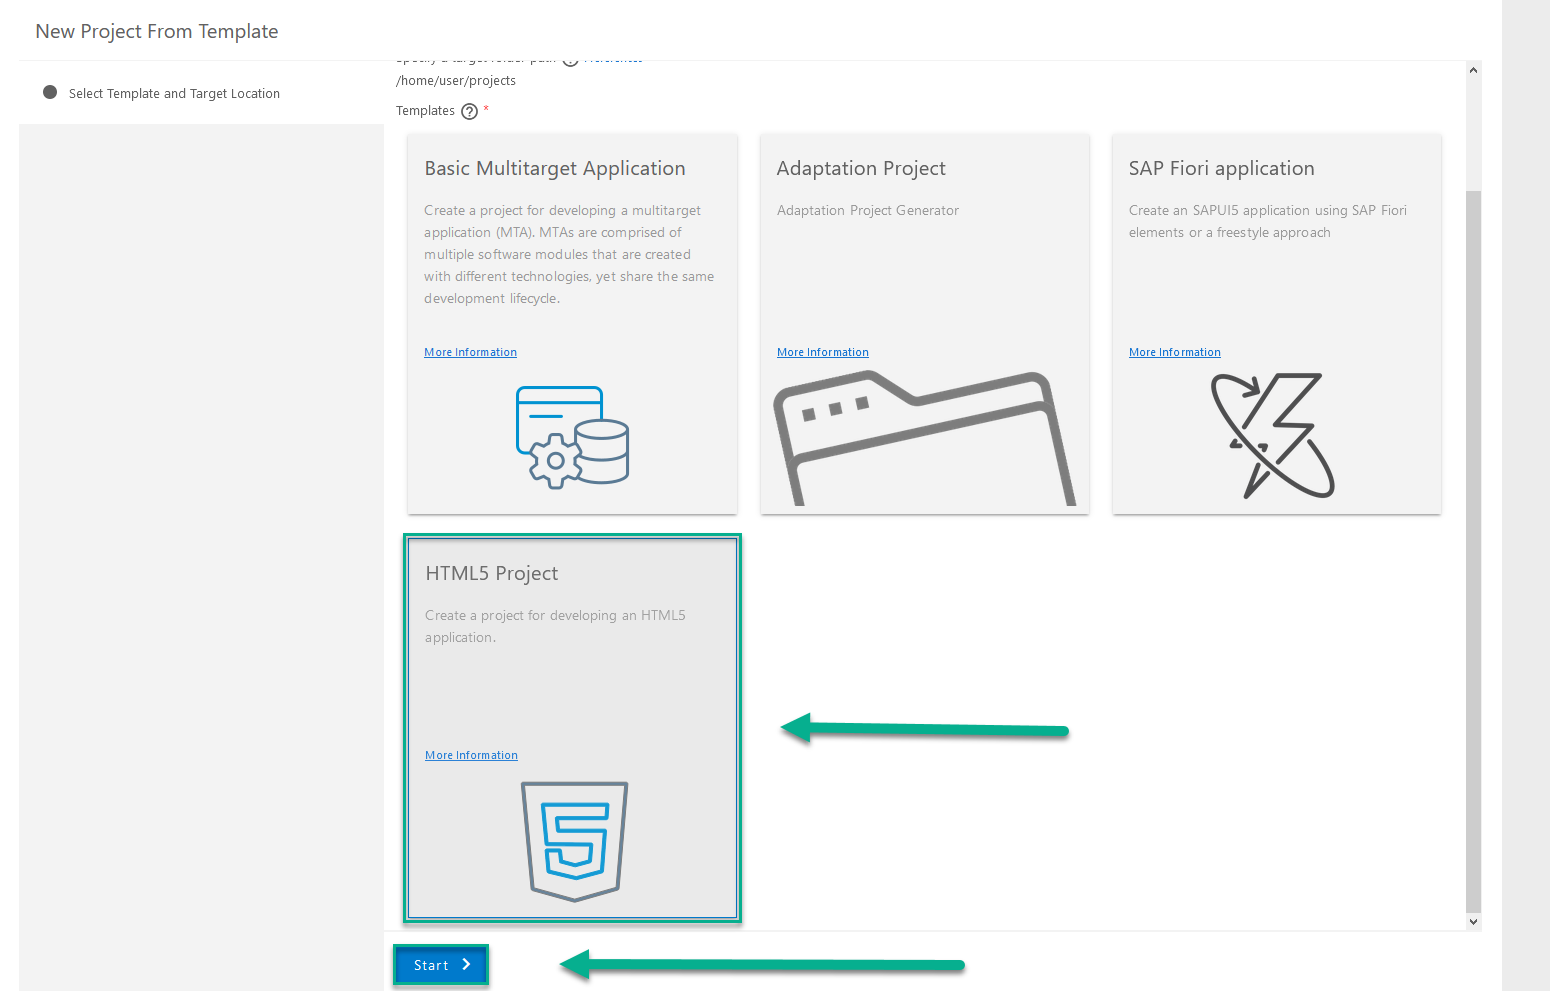 New Project From Template
Select Template and Target Location
/home/user/projects
Templates ? *
Basic Multitarget Application
Create a project for developing a multitarget
application (MTA). MTAs are comprised of
multiple software modules that are created
with different technologies, yet share the same
development lifecycle.
More Information
Adaptation Project
Adaptation Project Generator
More Information
SAP Fiori application
Create an SAPUI5 application using SAP Fiori
elements or a freestyle approach
More Information
HTML5 Project
Create a project for developing an HTML5
application.
More Information
5
Start